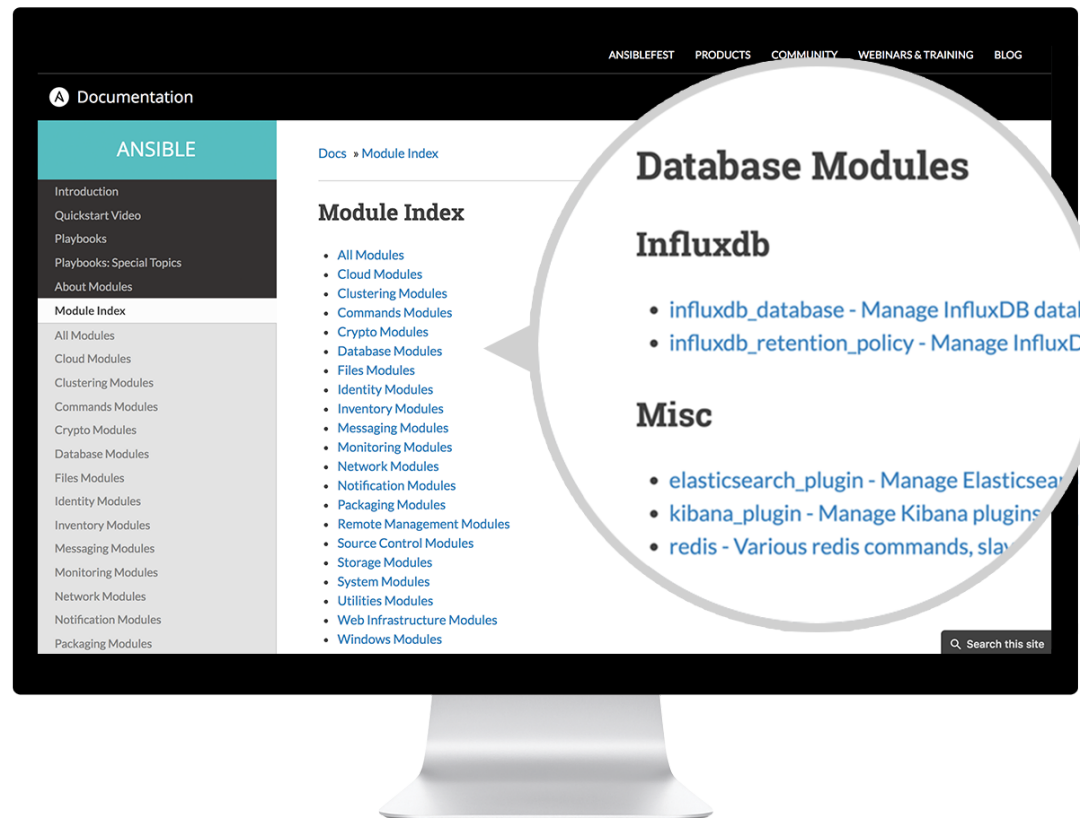 ANSIBLEFEST PRODUCTS COMMUNITY WEBINARS & TRAINING BLOG
A Documentation
ANSIBLE
Introduction
Quickstart Video
Playbooks
Playbooks: Special Topics
About Modules
Module Index
All Modules
Cloud Modules
Clustering Modules
Commands Modules
Crypto Modules
Database Modules
Files Modules
Identity Modules
Inventory Modules
Messaging Modules
Monitoring Modules
Network Modules
Notification Modules
Packaging Modules
Docs » Module Index
Module Index
• All Modules
• Cloud Modules
• Clustering Modules
• Commands Modules
• Crypto Modules
• Database Modules
• Files Modules
• Identity Modules
• Inventory Modules
• Messaging Modules
• Monitoring Modules
• Network Modules
• Notification Modules
• Packaging Modules
• Remote Management Modules
• Source Control Modules
• Storage Modules
• System Modules
• Utilities Modules
• Web Infrastructure Modules
• Windows Modules
Database Modules
Influxdb
• influxdb_database - Manage InfluxDB
• influxdb_retention_policy - Manage
Misc
• elasticsearch_plugin - Manage
• kibana_plugin - Manage Kibana plugins
• redis - Various redis commands,
Search this site